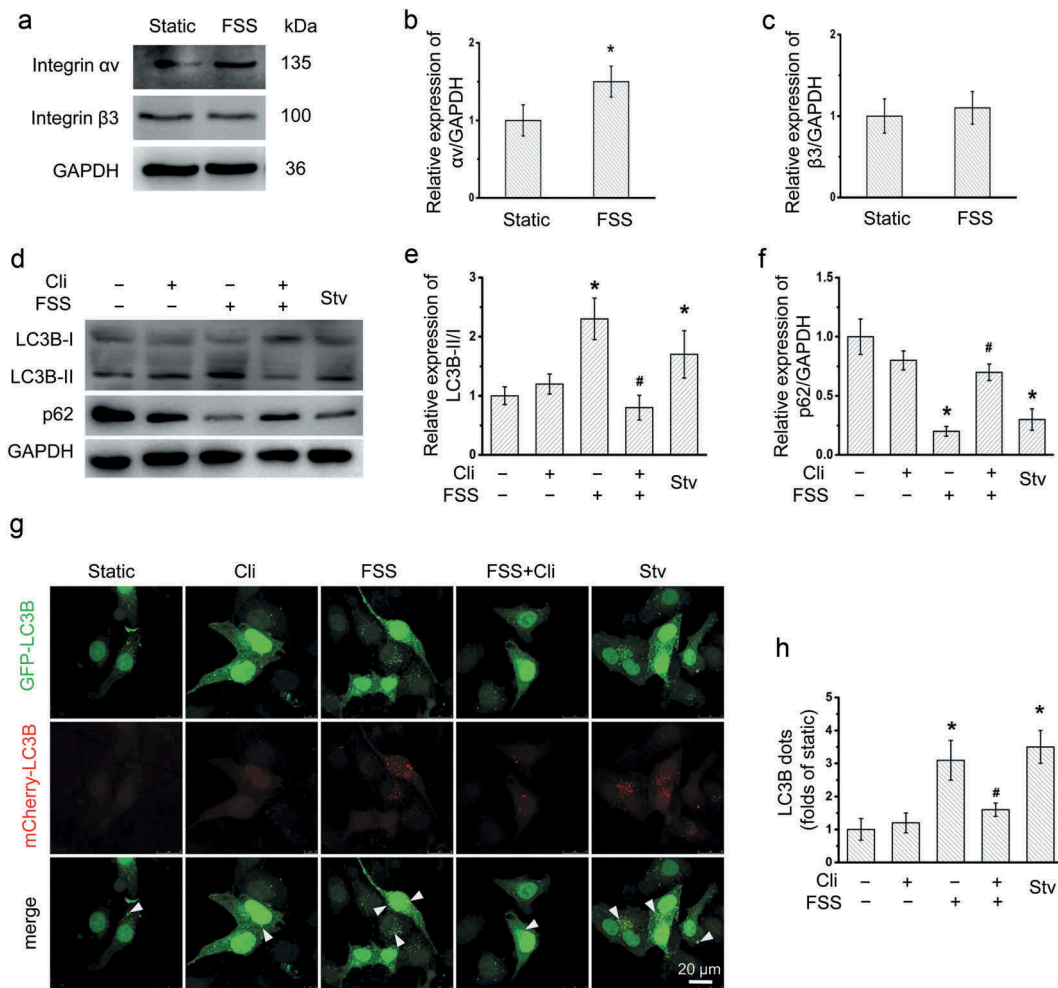 a
Static FSS kDa
Integrin αv 135
Integrin β3 100
GAPDH 36
b
Relative expression of
αv/GAPDH
2
1
*
Static FSS
c
Relative expression of
β3/GAPDH
2
1
Static FSS
d
Cli – + – + Stv
FSS – – + +
LC3B-I
LC3B-II
p62
GAPDH
e
Relative expression of
LC3B-II/I
3
2
1
0
* # *
Cli – + – + Stv
FSS – – + +
f
Relative expression of
p62/GAPDH
1.5
1.0
0.5
0.0
* # *
Cli – + – + Stv
FSS – – + +
g
Static Cli FSS FSS+Cli Stv
GFP-LC3B
mCherry-LC3B
merge
20 μm
h
LC3B dots
(folds of static)
5
4
3
2
1
0
* # *
Cli – + – + Stv
FSS – – + +